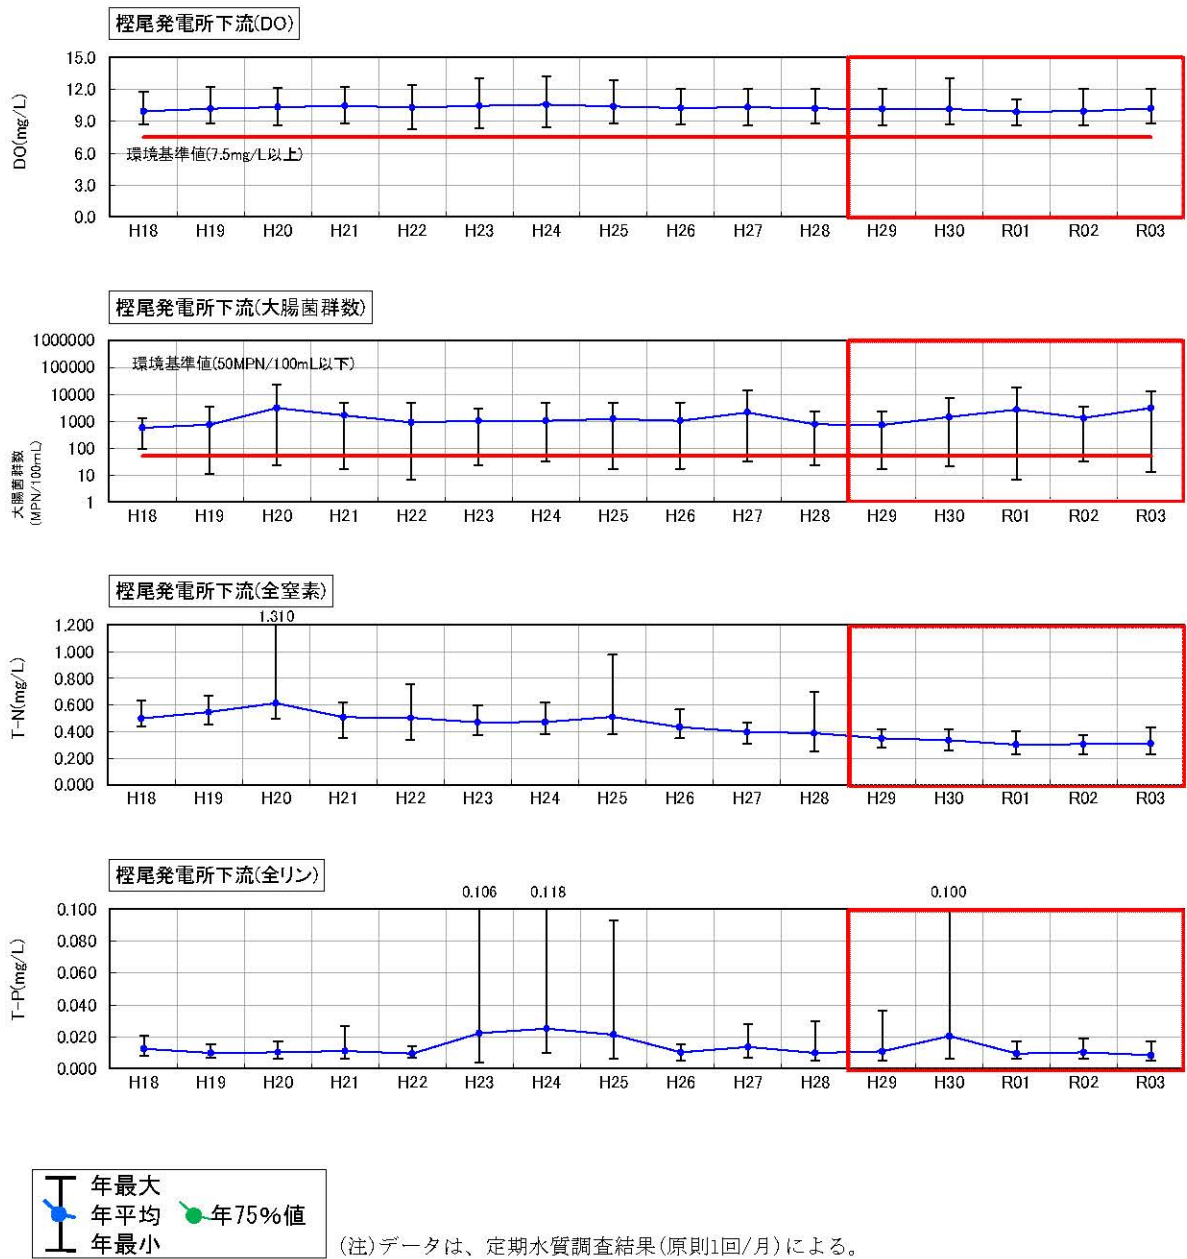 樫尾発電所下流(DO)
15.0
12.0
9.0
6.0
3.0
0.0
DO(mg/L)
環境基準値(7.5mg/L以上)
H18 H19 H20 H21 H22 H23 H24 H25 H26 H27 H28 H29 H30 R01 R02 R03
樫尾発電所下流(大腸菌群数)
1000000
100000
10000
1000
100
10
1
大腸菌群数
(MPN/100mL)
環境基準値(50MPN/100mL以下)
H18 H19 H20 H21 H22 H23 H24 H25 H26 H27 H28 H29 H30 R01 R02 R03
樫尾発電所下流(全窒素)
1.310
1.200
1.000
0.800
0.600
0.400
0.200
0.000
T-N(mg/L)
H18 H19 H20 H21 H22 H23 H24 H25 H26 H27 H28 H29 H30 R01 R02 R03
樫尾発電所下流(全リン)
0.106 0.118 0.100
0.100
0.080
0.060
0.040
0.020
0.000
T-P(mg/L)
H18 H19 H20 H21 H22 H23 H24 H25 H26 H27 H28 H29 H30 R01 R02 R03
年最大
年平均 年75%値
年最小
(注)データは、定期水質調査結果(原則1回/月)による。